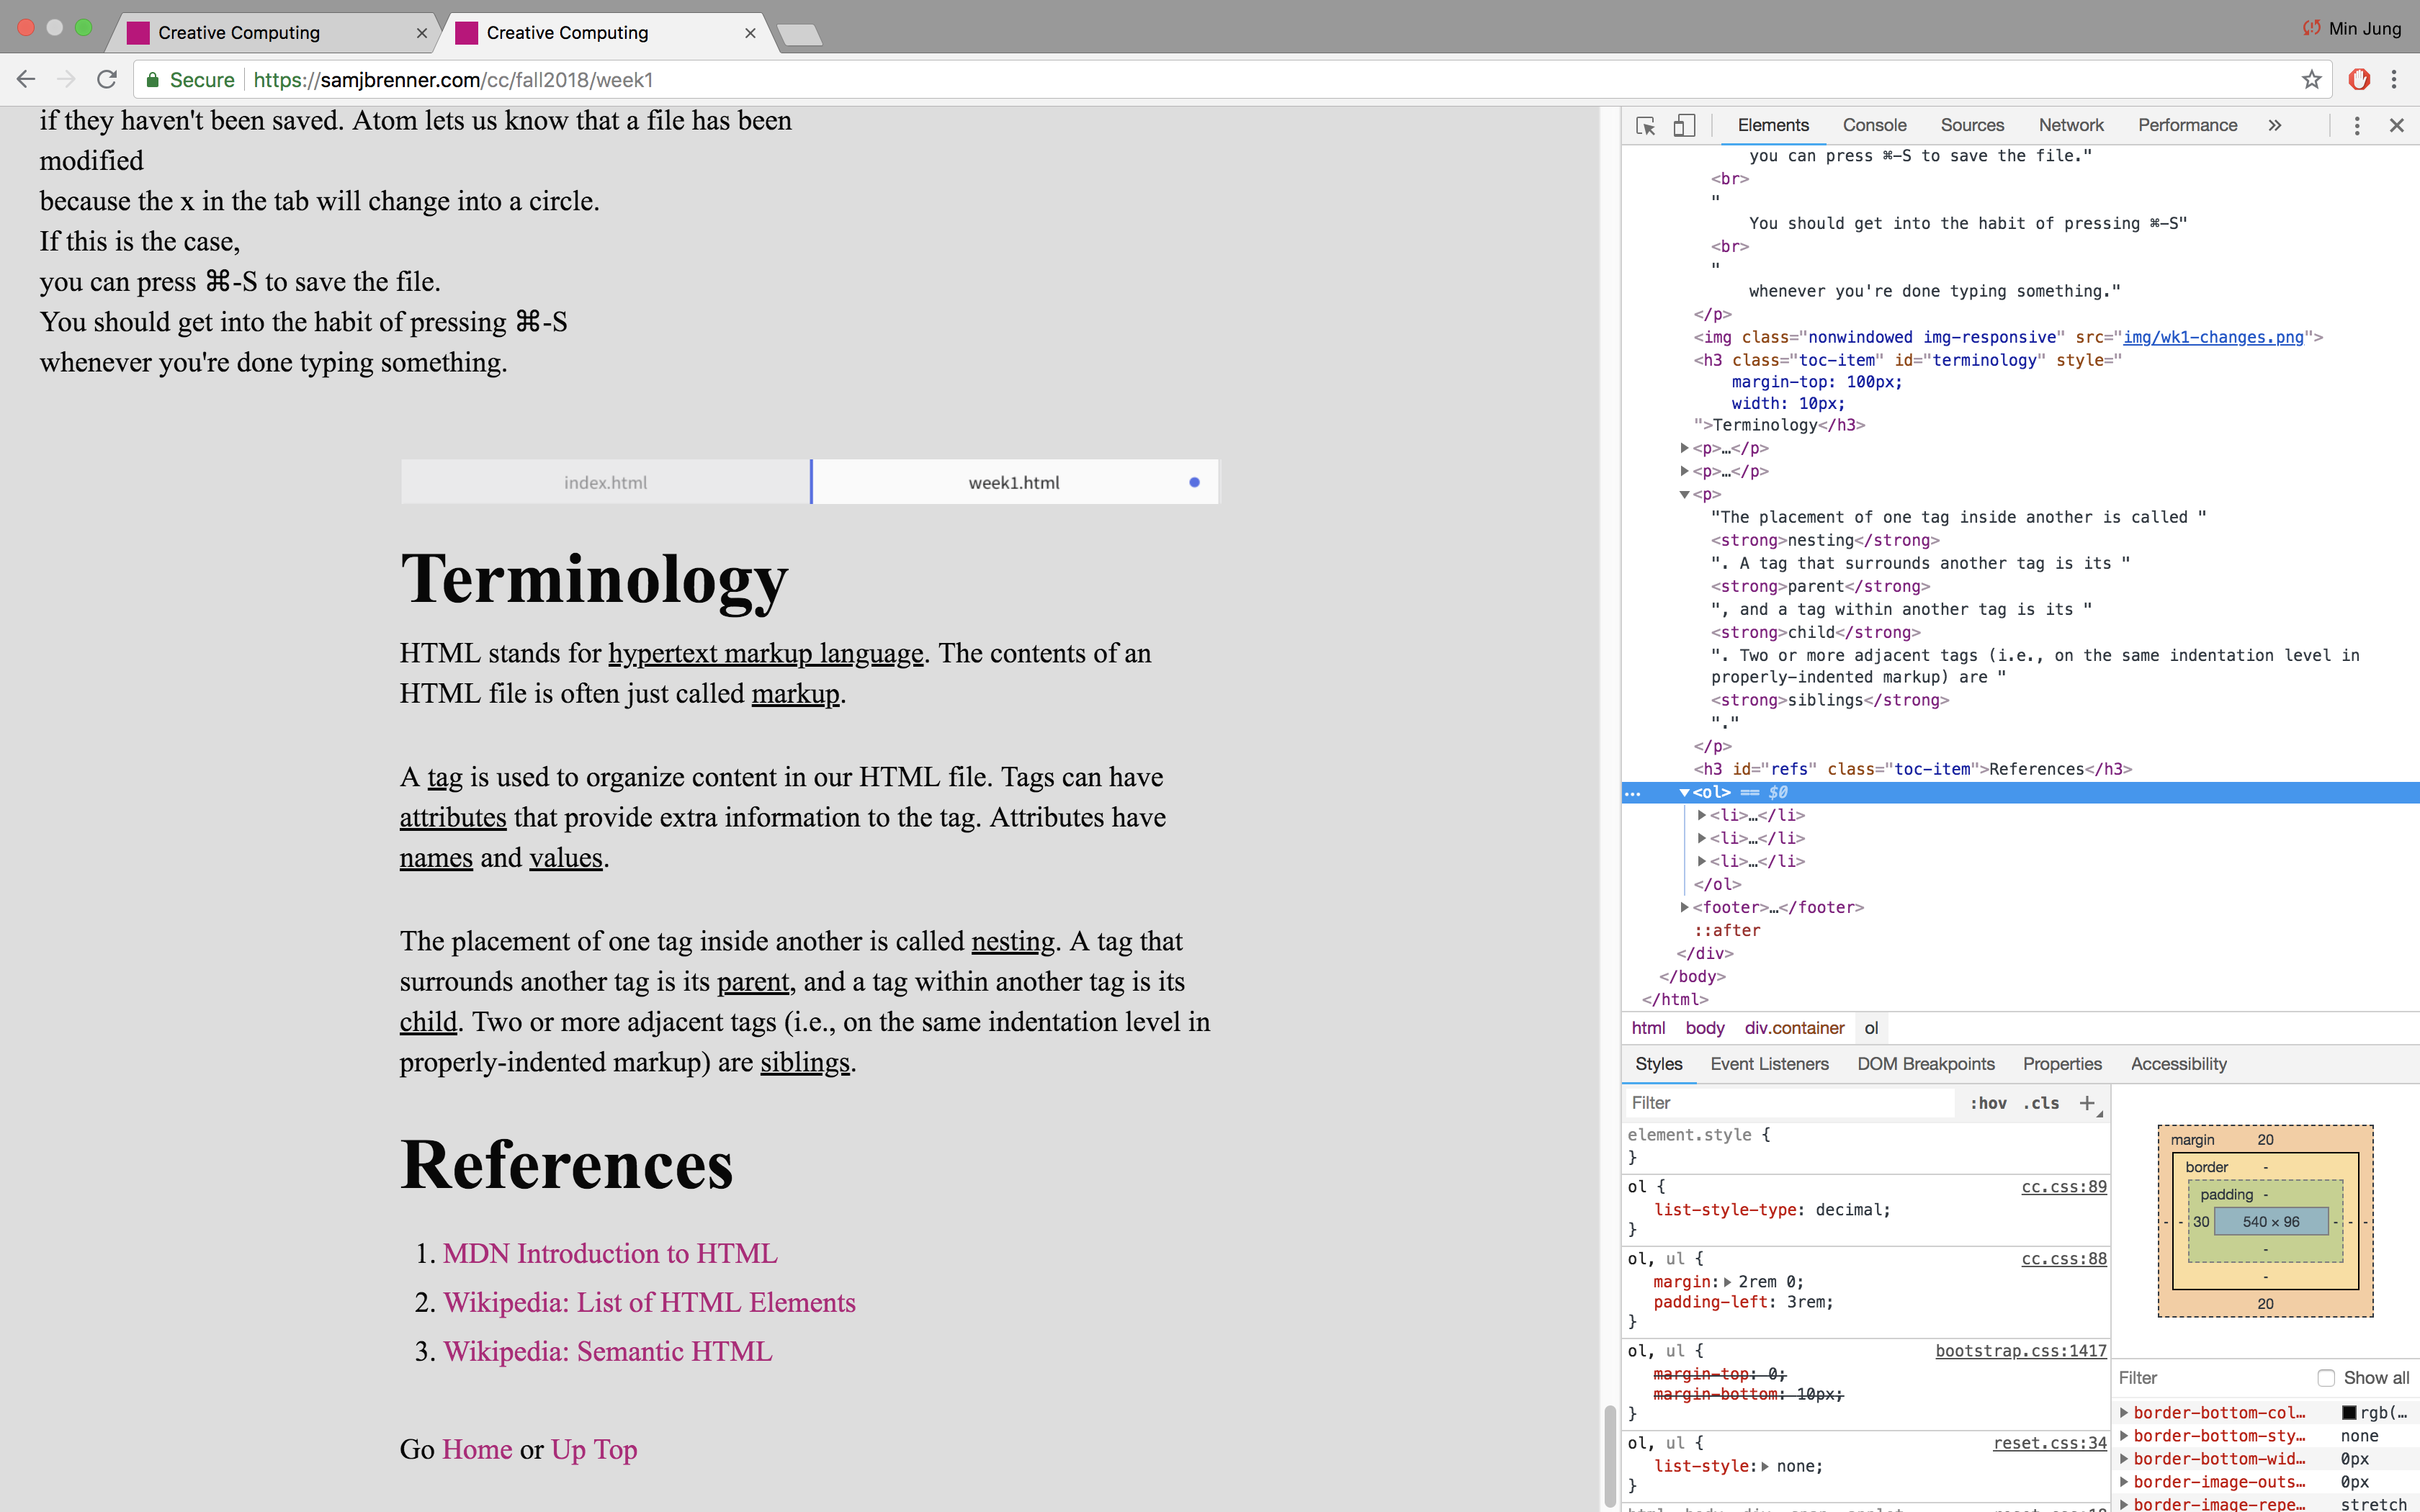 Creative Computing
Creative Computing
Min Jung
Secure
https://samjbrenner.com/cc/fall2018/week1
if they haven't been saved. Atom lets us know that a file has been
modified
because the x in the tab will change into a circle.
If this is the case,
you can press ⌘-S to save the file.
You should get into the habit of pressing ⌘-S
whenever you're done typing something.
index.html
week1.html
Terminology
HTML stands for hypertext markup language. The contents of an
HTML file is often just called markup.
A tag is used to organize content in our HTML file. Tags can have
attributes that provide extra information to the tag. Attributes have
names and values.
The placement of one tag inside another is called nesting. A tag that
surrounds another tag is its parent, and a tag within another tag is its
child. Two or more adjacent tags (i.e., on the same indentation level in
properly-indented markup) are siblings.
References
1. MDN Introduction to HTML
2. Wikipedia: List of HTML Elements
3. Wikipedia: Semantic HTML
Go Home or Up Top
Elements Console Sources Network Performance »
you can press ⌘-S to save the file."
<br>
"
You should get into the habit of pressing ⌘-S"
<br>
"
whenever you're done typing something."
</p>
<img class="nonwindowed img-responsive" src="img/wk1-changes.png">
<h3 class="toc-item" id="terminology" style="
margin-top: 100px;
width: 10px;
">Terminology</h3>
<p>…</p>
<p>…</p>
<p>
"The placement of one tag inside another is called "
<strong>nesting</strong>
". A tag that surrounds another tag is its "
<strong>parent</strong>
", and a tag within another tag is its "
<strong>child</strong>
". Two or more adjacent tags (i.e., on the same indentation level in
properly-indented markup) are "
<strong>siblings</strong>
"."
</p>
<h3 id="refs" class="toc-item">References</h3>
… <ol> == $0
<li>…</li>
<li>…</li>
<li>…</li>
</ol>
<footer>…</footer>
::after
</div>
</body>
</html>
html body div.container ol
Styles Event Listeners DOM Breakpoints Properties Accessibility
Filter :hov .cls +
element.style {
}
ol { cc.css:89
list-style-type: decimal;
}
ol, ul { cc.css:88
margin: 2rem 0;
padding-left: 3rem;
}
ol, ul { bootstrap.css:1417
margin-top: 0;
margin-bottom: 10px;
}
ol, ul { reset.css:34
list-style: none;
}
margin 20
border -
padding -
- - 30 540 × 96 - - -
-
-
20
Filter Show all
border-bottom-col… rgb(…
border-bottom-sty… none
border-bottom-wid… 0px
border-image-outs… 0px
border-image-repe… stretch